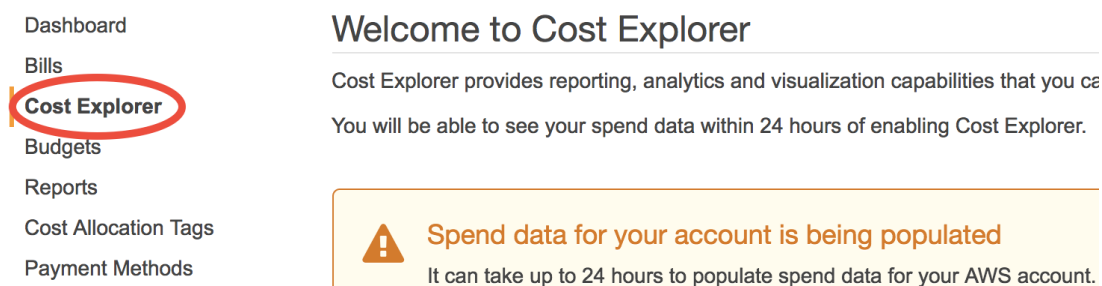 Dashboard
Bills
Cost Explorer
Budgets
Reports
Cost Allocation Tags
Payment Methods
Welcome to Cost Explorer
Cost Explorer provides reporting, analytics and visualization capabilities that you ca
You will be able to see your spend data within 24 hours of enabling Cost Explorer.
Spend data for your account is being populated
It can take up to 24 hours to populate spend data for your AWS account.